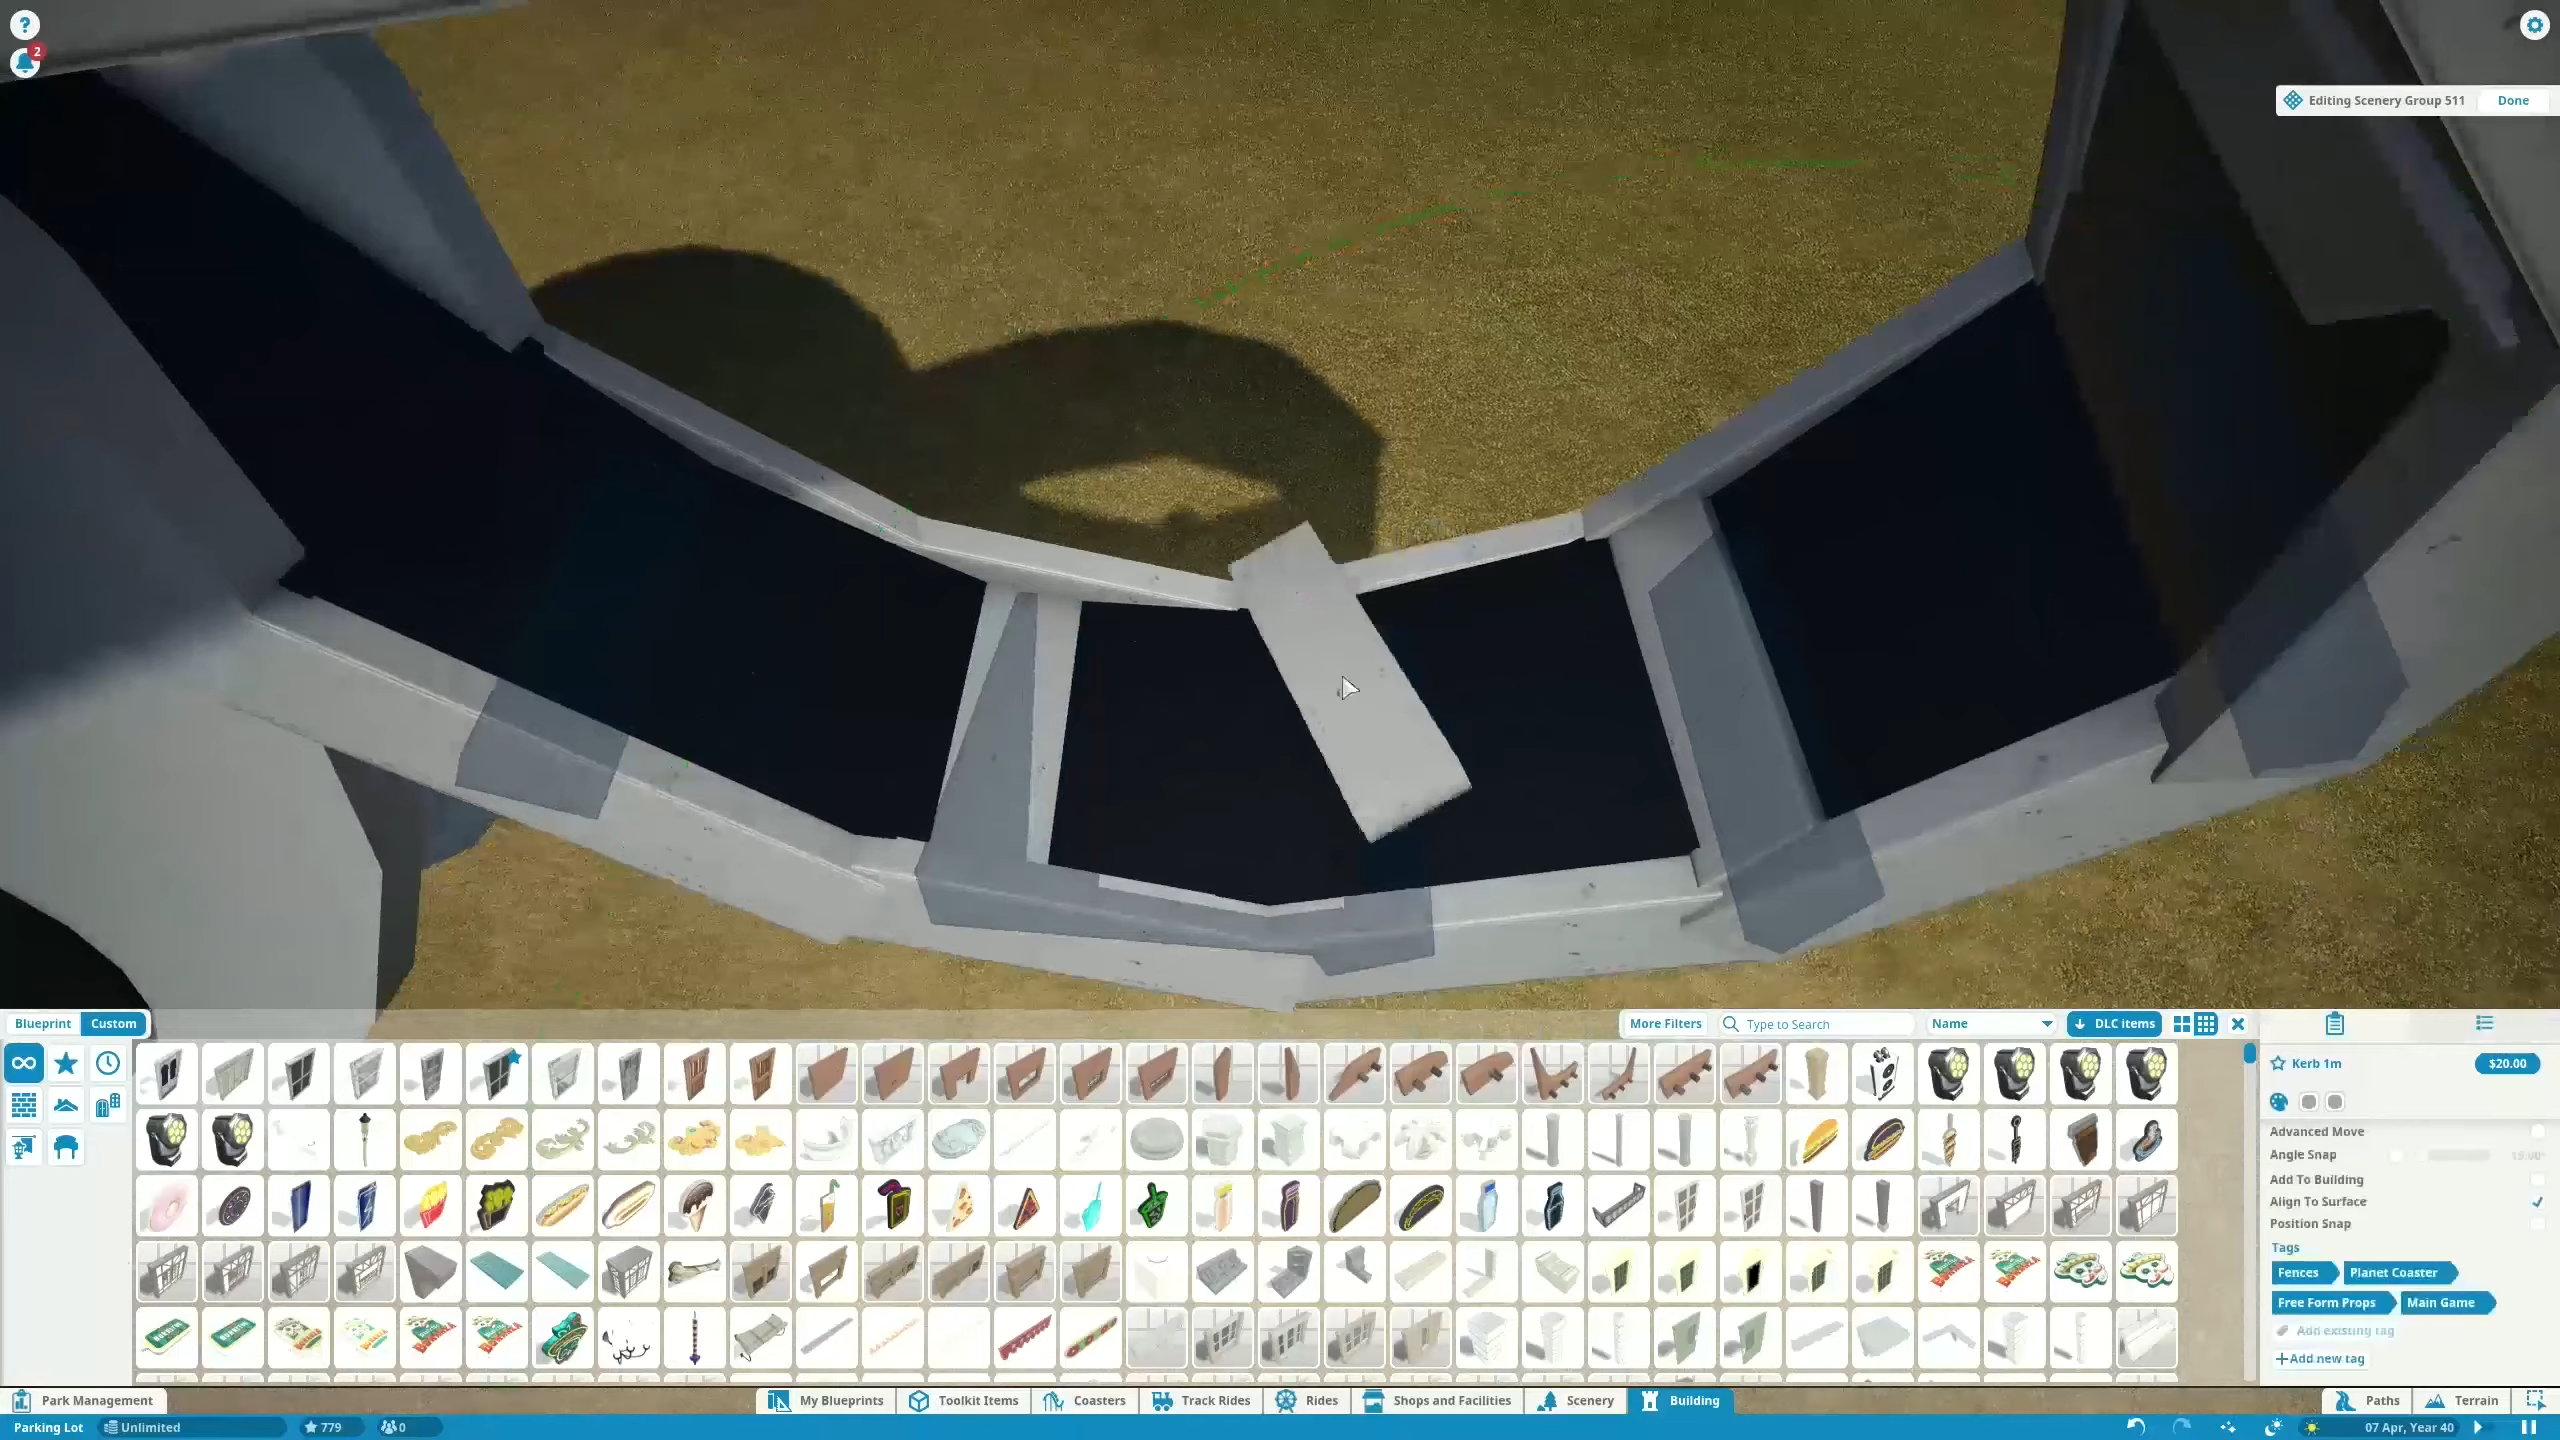 ?
2
Editing Scenery Group 511
Done
Blueprint
Custom
More Filters
Type to Search
Name
DLC items
Kerb 1m
$20.00
Advanced Move
Angle Snap
Add To Building
Align To Surface
Position Snap
Tags
Fences
Planet Coaster
Free Form Props
Main Game
Add existing tag
+Add new tag
Park Management
My Blueprints
Toolkit Items
Coasters
Track Rides
Rides
Shops and Facilities
Scenery
Building
Paths
Terrain
Parking Lot
Unlimited
779
0
07 Apr, Year 40